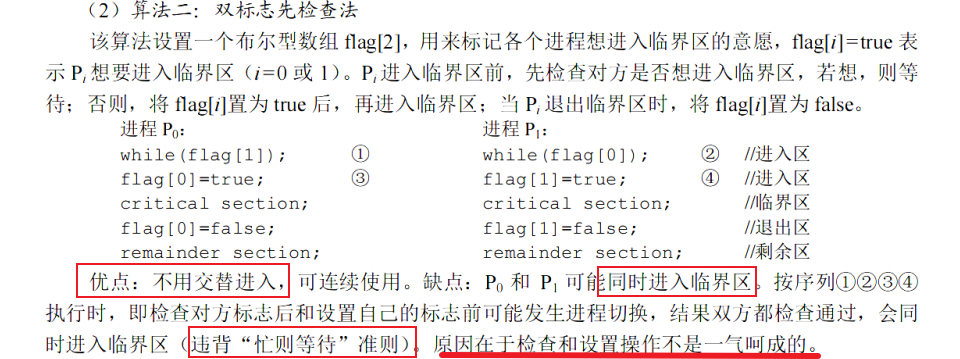 （2）算法二：双标志先检查法
该算法设置一个布尔型数组 flag[2]，用来标记各个进程想进入临界区的意愿，flag[i]=true 表
示 Pi 想要进入临界区（i=0 或 1）。Pi 进入临界区前，先检查对方是否想进入临界区，若想，则等
待；否则，将 flag[i]置为 true 后，再进入临界区；当 Pi 退出临界区时，将 flag[i]置为 false。
进程 P0： 进程 P1：
while(flag[1]); ① while(flag[0]); ② //进入区
flag[0]=true; ③ flag[1]=true; ④ //进入区
critical section; critical section; //临界区
flag[0]=false; flag[1]=false; //退出区
remainder section; remainder section; //剩余区
优点：不用交替进入，可连续使用。缺点：P0 和 P1 可能同时进入临界区。按序列①②③④
执行时，即检查对方标志后和设置自己的标志前可能发生进程切换，结果双方都检查通过，会同
时进入临界区（违背“忙则等待”准则）。原因在于检查和设置操作不是一气呵成的。